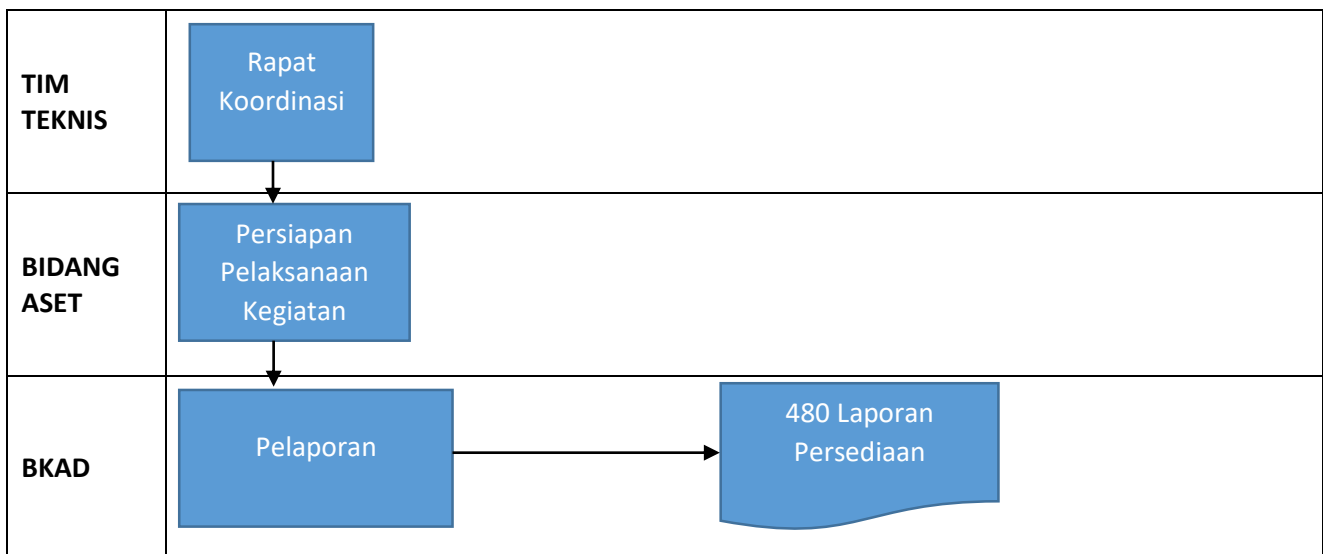 TIM
TEKNIS
Rapat
Koordinasi
BIDANG
ASET
Persiapan
Pelaksanaan
Kegiatan
BKAD
Pelaporan
480 Laporan
Persediaan